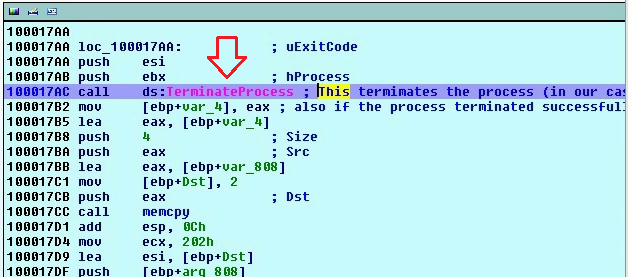 100017AA
100017AA loc_100017AA: ; uExitCode
100017AA push esi
100017AB push ebx ; hProcess
100017AC call ds:TerminateProcess ; This termimates the process (in our cas
100017B2 mov [ebp+var_4], eax ; also if the process terminated successfull
100017B5 lea eax, [ebp+var_4]
100017B8 push 4 ; Size
100017BA push eax ; Src
100017BB lea eax, [ebp+var_808]
100017C1 mov [ebp+Dst], 2
100017CB push eax ; Dst
100017CC call memcpy
100017D1 add esp, 0Ch
100017D4 mov ecx, 202h
100017D9 lea esi, [ebp+Dst]
100017DF push [ebp+arg_808]